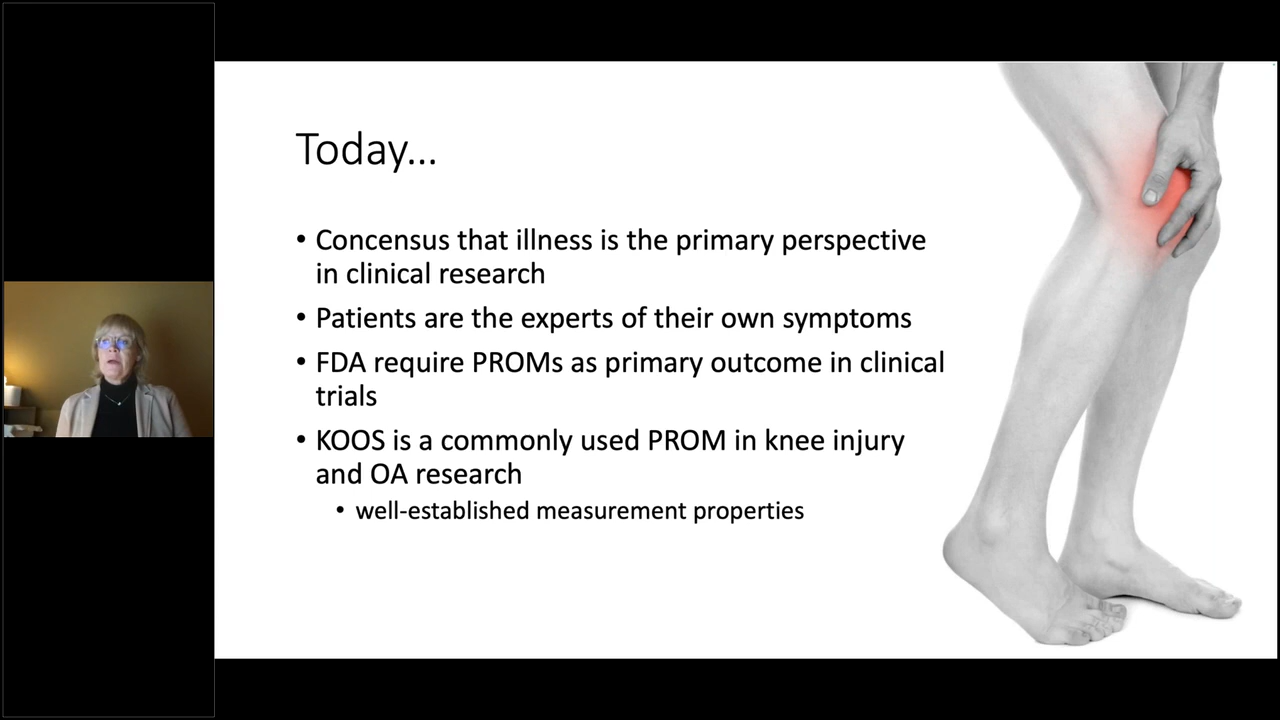 Today...
• Concensus that illness is the primary perspective
in clinical research
• Patients are the experts of their own symptoms
• FDA require PROMs as primary outcome in clinical
trials
• KOOS is a commonly used PROM in knee injury
and OA research
• well-established measurement properties